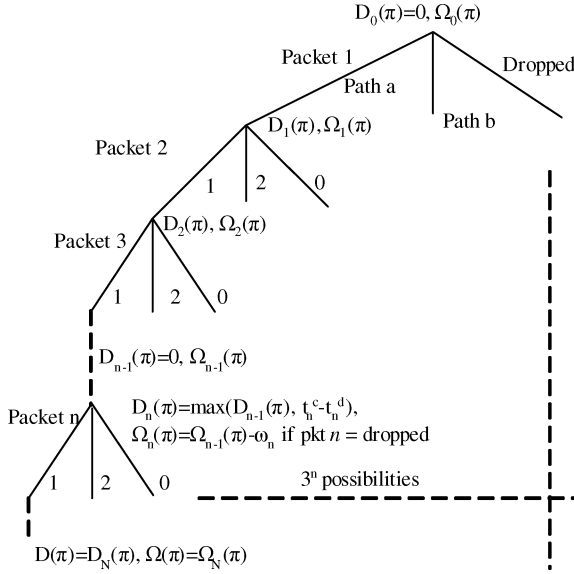 D₀(π)=0, Ω₀(π)
Packet 1
Path a
Dropped
Path b
D₁(π), Ω₁(π)
Packet 2
1 2 0
D₂(π), Ω₂(π)
Packet 3
1 2 0
Dₙ₋₁(π)=0, Ωₙ₋₁(π)
Packet n
Dₙ(π)=max(Dₙ₋₁(π), tₙᶜ-tₙᵈ),
Ωₙ(π)=Ωₙ₋₁(π)-ωₙ if pkt n = dropped
1 2 0
3ⁿ possibilities
D(π)=D_N(π), Ω(π)=Ω_N(π)